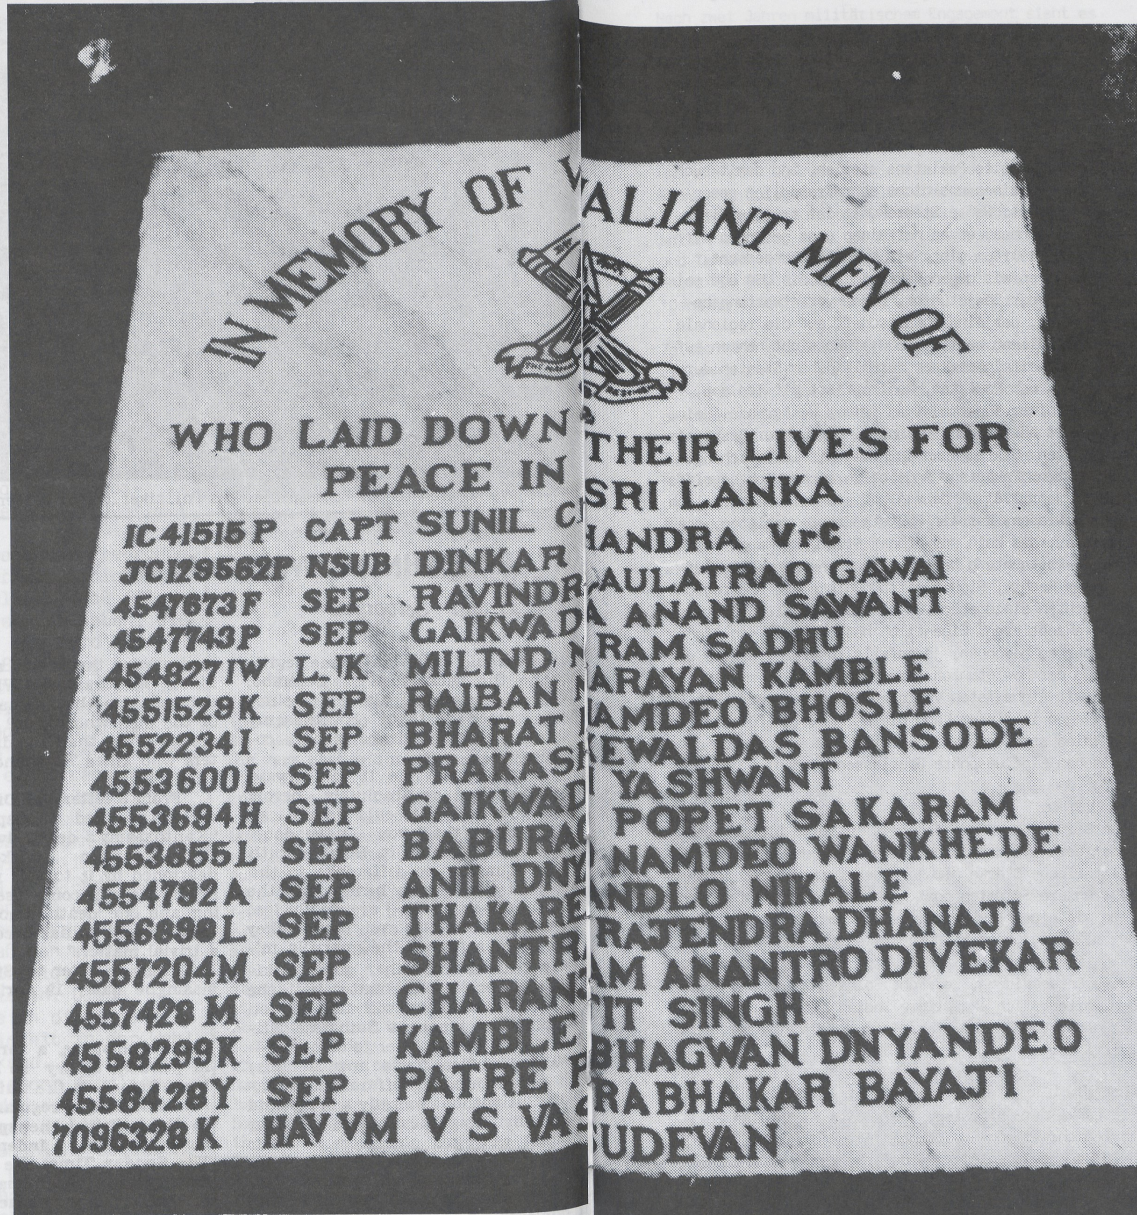 IN MEMORY OF VALIANT MEN OF
WHO LAID DOWN THEIR LIVES FOR
PEACE IN SRI LANKA
IC41515P CAPT SUNIL CHANDRA VrC
JC129562P NSUB DINKAR DAULATRAO GAWAI
4547673F SEP RAVINDRA ANAND SAWANT
4547743P SEP GAIKWAD RAM SADHU
4548271W MILIND NARAYAN KAMBLE
4551529K SEP RAIBAN NAMDEO BHOSLE
4552234I SEP BHARAT KEWALDAS BANSODE
4553600L SEP PRAKASH YASHWANT
4553694H SEP GAIKWAD POPET SAKARAM
4553855L SEP BABURAO NAMDEO WANKHEDE
4554792A SEP ANIL DNYANDLO NIKALE
4556898L SEP THAKARE RAJENDRA DHANAJI
4557204M SEP SHANTRAM ANANTRO DIVEKAR
4557428M SEP CHARANJIT SINGH
4558299K SEP KAMBLE BHAGWAN DNYANDEO
4558428Y SEP PATRE PRABHAKAR BAYAJI
7096328K HAV VM V S VASUDEVAN